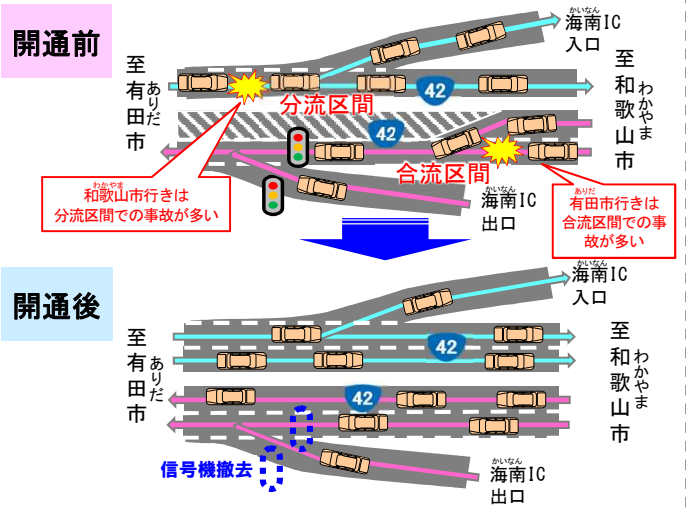 開通前
かいなん
海南IC
入口
至有田市
ありだ
至和歌山市
わかやま
42
分流区間
42
合流区間
わかやま
和歌山市行きは
分流区間での事故が多い
かいなん
海南IC
出口
ありだ
有田市行きは
合流区間での事
故が多い
開通後
かいなん
海南IC
入口
至有田市
ありだ
至和歌山市
わかやま
42
42
信号機撤去
かいなん
海南IC
出口